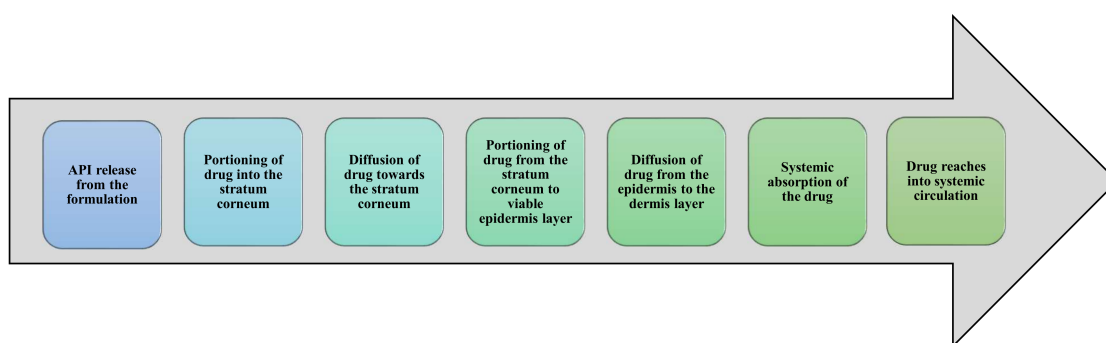 API release
from the
formulation
Portioning of
drug into the
stratum
corneum
Diffusion of
drug towards
the stratum
corneum
Portioning of
drug from the
stratum
corneum to
viable
epidermis layer
Diffusion of
drug from the
epidermis to the
dermis layer
Systemic
absorption of
the drug
Drug reaches
into systemic
circulation